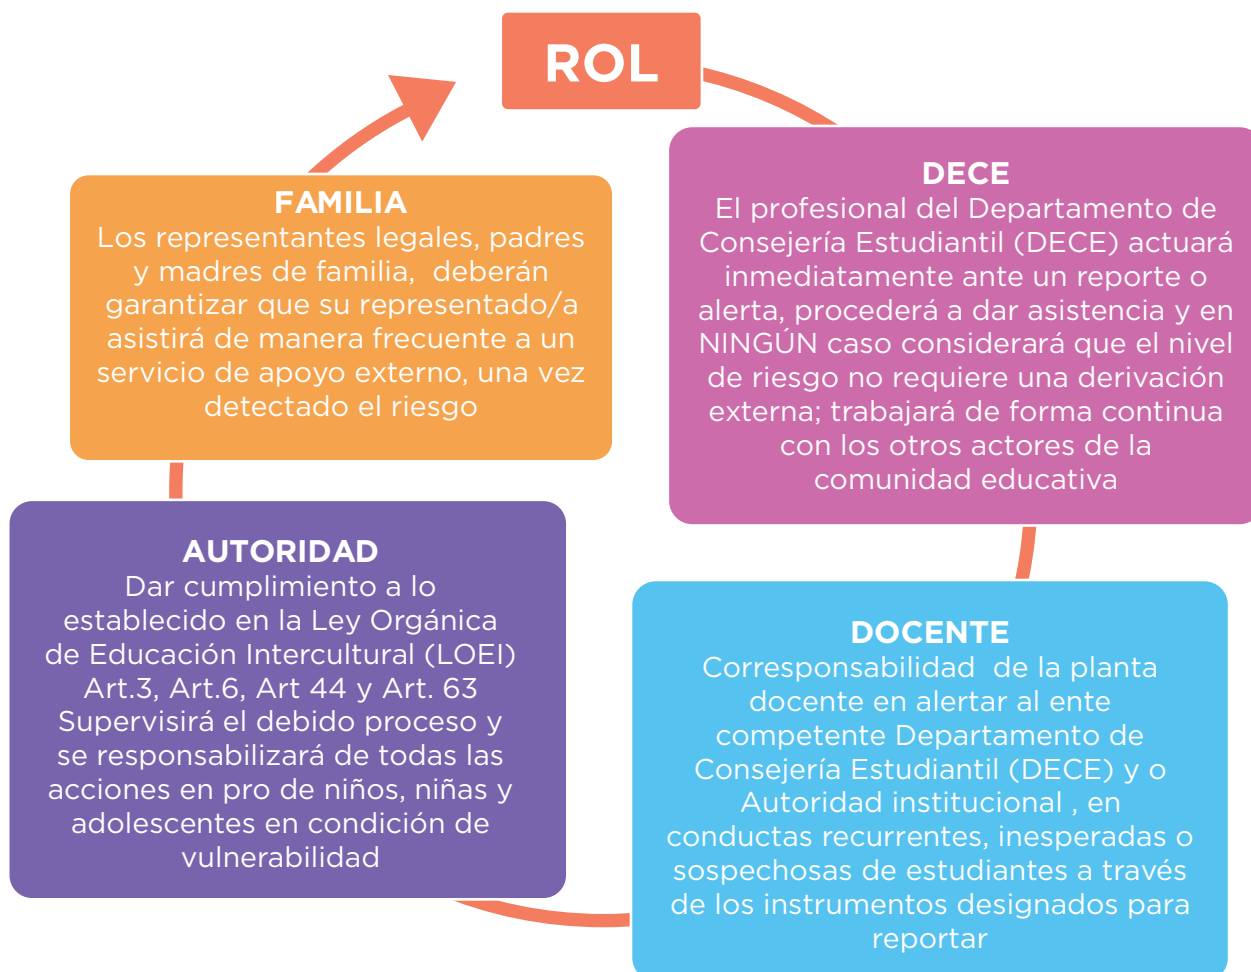 ROL
DECE
El profesional del Departamento de
Consejería Estudiantil (DECE) actuará
inmediatamente ante un reporte o
alerta, procederá a dar asistencia y en
NINGÚN caso considerará que el nivel
de riesgo no requiere una derivación
externa; trabajará de forma continua
con los otros actores de la
comunidad educativa
DOCENTE
Corresponsabilidad de la planta
docente en alertar al ente
competente Departamento de
Consejería Estudiantil (DECE) y o
Autoridad institucional , en
conductas recurrentes, inesperadas o
sospechosas de estudiantes a través
de los instrumentos designados para
reportar
AUTORIDAD
Dar cumplimiento a lo
establecido en la Ley Orgánica
de Educación Intercultural (LOEI)
Art.3, Art.6, Art 44 y Art. 63
Supervisirá el debido proceso y
se responsabilizará de todas las
acciones en pro de niños, niñas y
adolescentes en condición de
vulnerabilidad
FAMILIA
Los representantes legales, padres
y madres de familia, deberán
garantizar que su representado/a
asistirá de manera frecuente a un
servicio de apoyo externo, una vez
detectado el riesgo